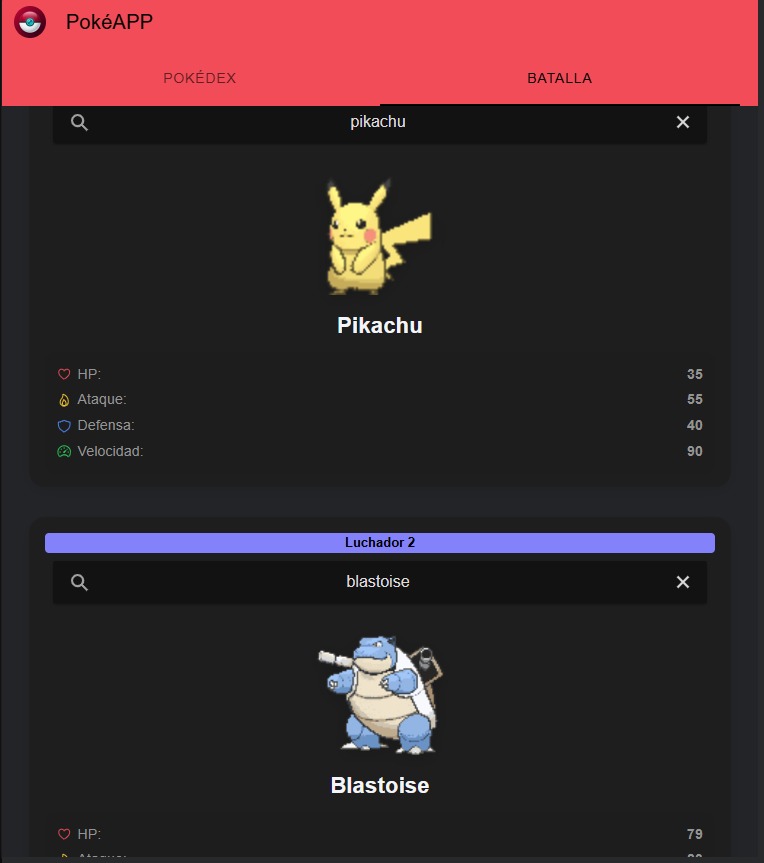 PokéAPP
POKÉDEX BATALLA
pikachu
Pikachu
HP: 35
Ataque: 55
Defensa: 40
Velocidad: 90
Luchador 2
blastoise
Blastoise
HP: 79